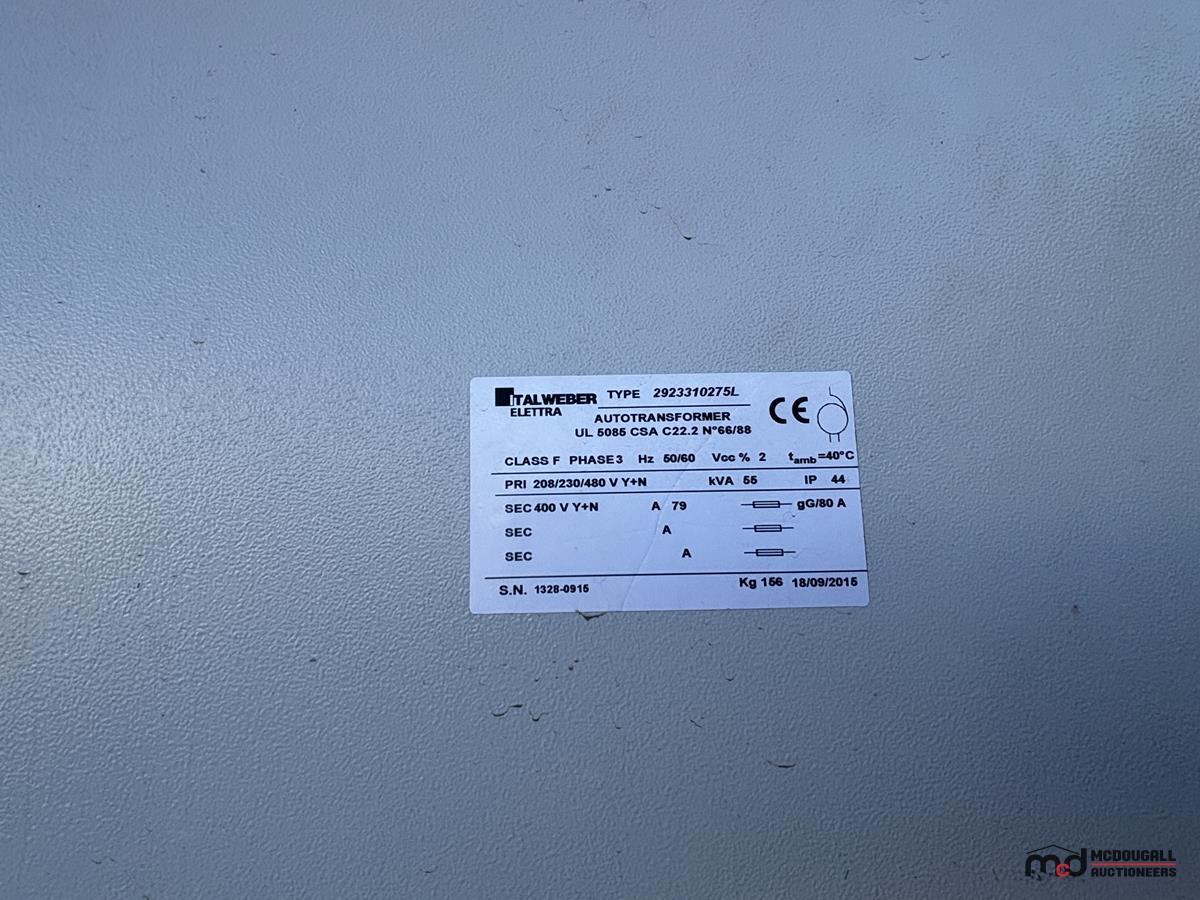 ITALWEBER TYPE 2923310275L
ELETTRA
AUTOTRANSFORMER
UL 5085 CSA C22.2 N°66/88
CE
CLASS F PHASE3 Hz 50/60 Vcc % 2 tamb=40°C
PRI 208/230/480 V Y+N kVA 55 IP 44
SEC 400 V Y+N A 79 gG/80 A
SEC A
SEC A
S.N. 1328-0915 Kg 156 18/09/2015
mcd MCDOUGALL
AUCTIONEERS